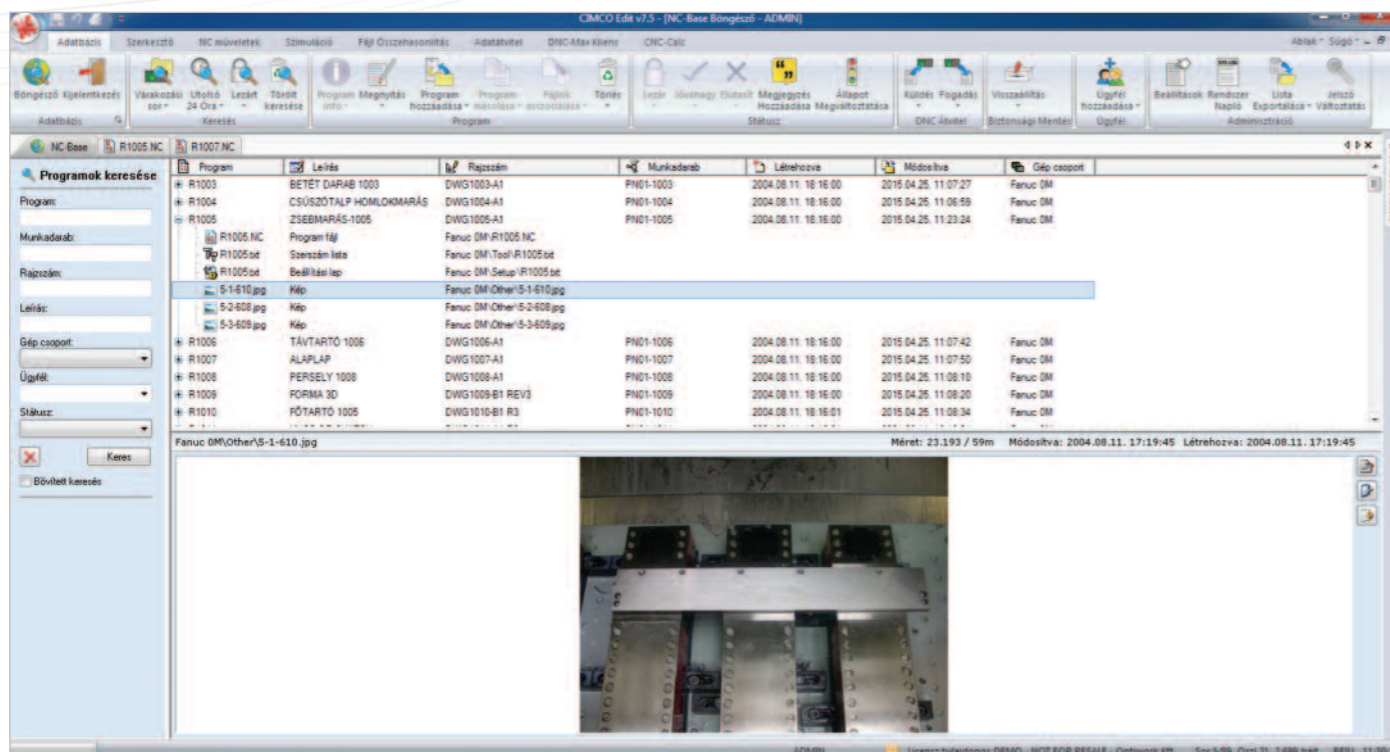 CIMCO Edit v7.5 - [NC-Base Böngésző - ADMIN]
Adatbázis Szerkesztő NC műveletek Szimuláció Fájl Összehasonlítás Adatátvitel DNC-Max Kliens CNC-Calc Ablak Súgó
Böngésző Kijelentkezés Várakozási sor Utolsó 24 Óra Lezárt Törölt keresése Program info Megnyitás Program hozzáadása Program másolása Fájlok asszociálása Törlés Lezár Jóváhagy Elutasít Megjegyzés Hozzáadása Állapot Megváltoztatása Küldés Fogadás Visszaállítás Ügyfél hozzáadása Beállítások Rendszer Napló Lista Exportálása Jelszó Változtatás
Adatbázis Keresés Program Státusz DNC Átvitel Biztonsági Mentés Ügyfél Adminisztráció
NC-Base R1005.NC R1007.NC
Programok keresése
Program:
Munkadarab:
Rajzszám:
Leírás:
Gép csoport:
Ügyfél:
Státusz:
Keres
Bővített keresés
Program Leírás Rajzszám Munkadarab Létrehozva Módosítva Gép csoport
R1003 BETÉT DARAB 1003 DWG1003-A1 PN01-1003 2004.08.11. 18:16:00 2015.04.25. 11:07:27 Fanuc 0M
R1004 CSÚSZÓTALP HOMLOKMARÁS DWG1004-A1 PN01-1004 2004.08.11. 18:16:00 2015.04.25. 11:06:59 Fanuc 0M
R1005 ZSEBMARÁS-1005 DWG1005-A1 PN01-1005 2004.08.11. 18:16:00 2015.04.25. 11:23:24 Fanuc 0M
R1005.NC Program fájl Fanuc 0M\R1005.NC
R1005.txt Szerszám lista Fanuc 0M\Tool\R1005.txt
R1005.txt Beállítási lap Fanuc 0M\Setup\R1005.txt
5-1-610.jpg Kép Fanuc 0M\Other\5-1-610.jpg
5-2-608.jpg Kép Fanuc 0M\Other\5-2-608.jpg
5-3-609.jpg Kép Fanuc 0M\Other\5-3-609.jpg
R1006 TÁVTARTÓ 1006 DWG1006-A1 PN01-1006 2004.08.11. 18:16:00 2015.04.25. 11:07:42 Fanuc 0M
R1007 ALAPLAP DWG1007-A1 PN01-1007 2004.08.11. 18:16:00 2015.04.25. 11:07:50 Fanuc 0M
R1008 PERSELY 1008 DWG1008-A1 PN01-1008 2004.08.11. 18:16:00 2015.04.25. 11:08:10 Fanuc 0M
R1009 FORMA 3D DWG1009-B1 REV3 PN01-1009 2004.08.11. 18:16:00 2015.04.25. 11:08:20 Fanuc 0M
R1010 FŐTARTÓ 1005 DWG1010-B1 R3 PN01-1010 2004.08.11. 18:16:01 2015.04.25. 11:08:34 Fanuc 0M
Fanuc 0M\Other\5-1-610.jpg Méret: 23.193 / 59m Módosítva: 2004.08.11. 17:19:45 Létrehozva: 2004.08.11. 17:19:45
ADMIN